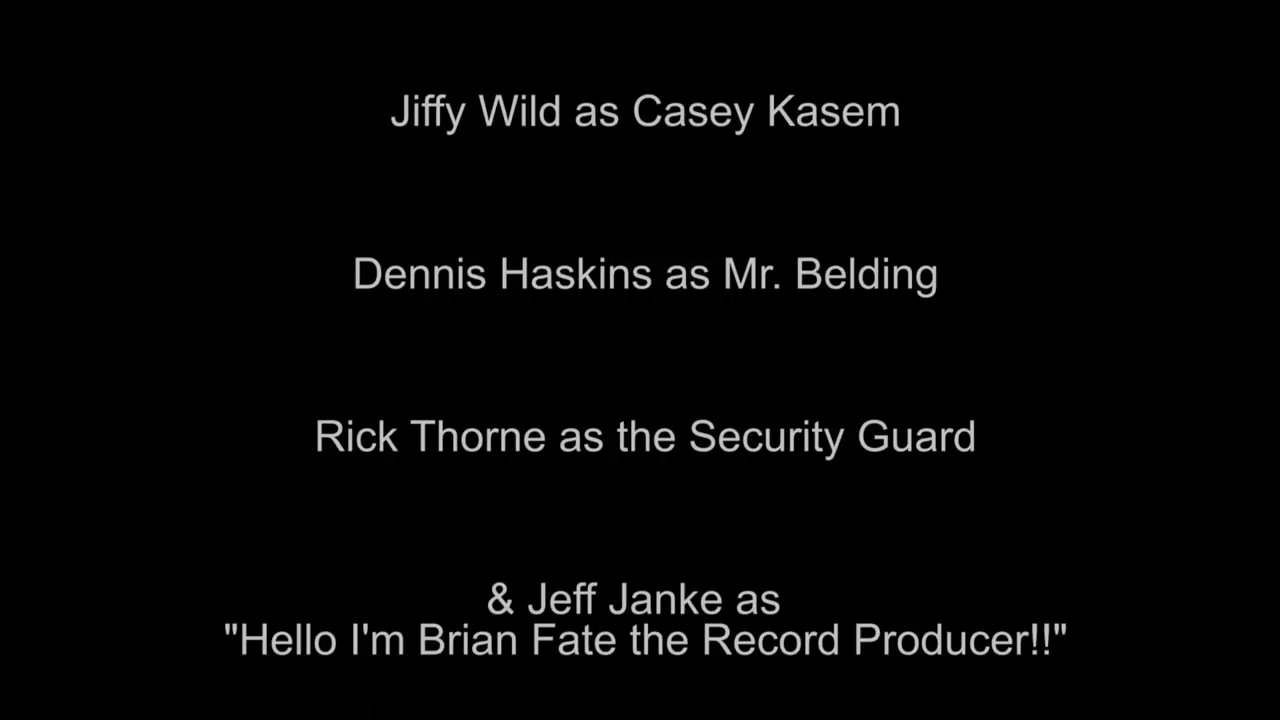 Jiffy Wild as Casey Kasem
Dennis Haskins as Mr. Belding
Rick Thorne as the Security Guard
& Jeff Janke as
"Hello I'm Brian Fate the Record Producer!!"